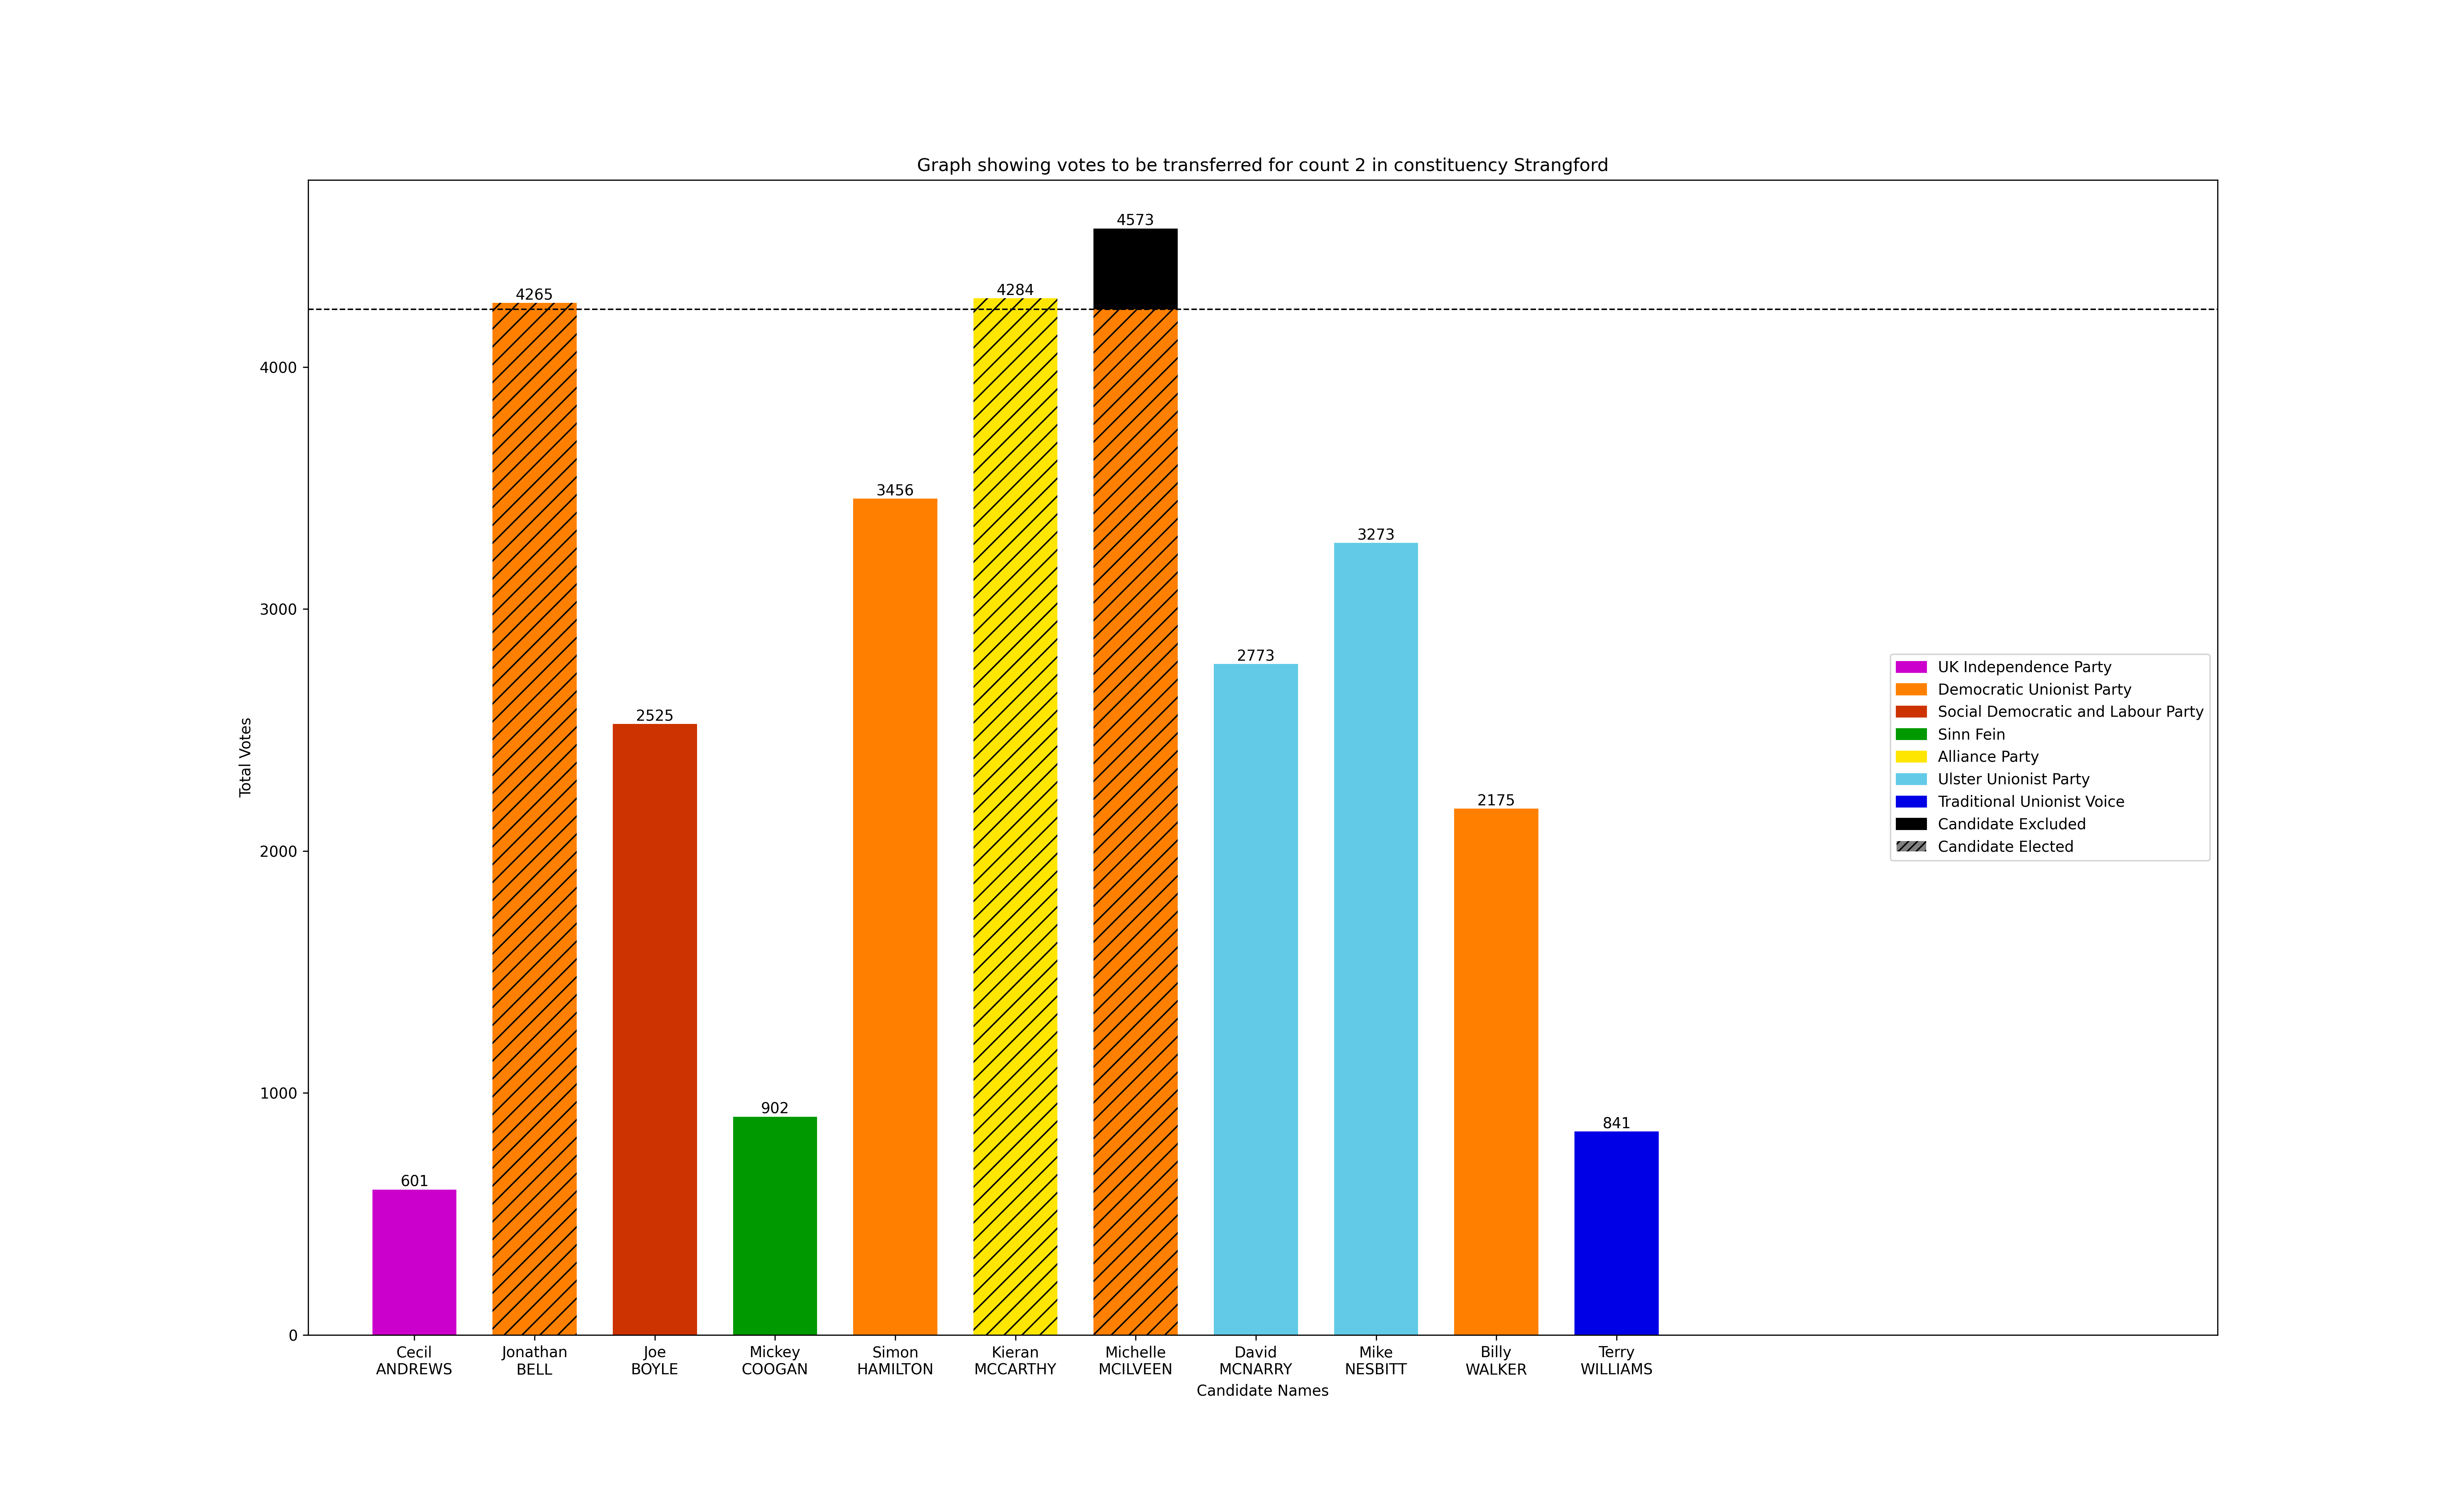 Graph showing votes to be transferred for count 2 in constituency Strangford
Total Votes
4000
3000
2000
1000
0
601
4265
2525
902
3456
4284
4573
2773
3273
2175
841
Cecil
ANDREWS
Jonathan
BELL
Joe
BOYLE
Mickey
COOGAN
Simon
HAMILTON
Kieran
MCCARTHY
Michelle
MCILVEEN
David
MCNARRY
Mike
NESBITT
Billy
WALKER
Terry
WILLIAMS
Candidate Names
UK Independence Party
Democratic Unionist Party
Social Democratic and Labour Party
Sinn Fein
Alliance Party
Ulster Unionist Party
Traditional Unionist Voice
Candidate Excluded
Candidate Elected